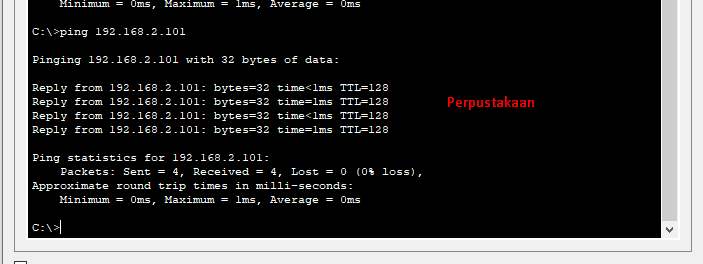 Minimum = 0ms, Maximum = 1ms, Average = 0ms
C:\>ping 192.168.2.101
Pinging 192.168.2.101 with 32 bytes of data:
Reply from 192.168.2.101: bytes=32 time<1ms TTL=128
Reply from 192.168.2.101: bytes=32 time=1ms TTL=128
Perpustakaan
Reply from 192.168.2.101: bytes=32 time<1ms TTL=128
Reply from 192.168.2.101: bytes=32 time=1ms TTL=128
Ping statistics for 192.168.2.101:
Packets: Sent = 4, Received = 4, Lost = 0 (0% loss),
Approximate round trip times in milli-seconds:
Minimum = 0ms, Maximum = 1ms, Average = 0ms
C:\>